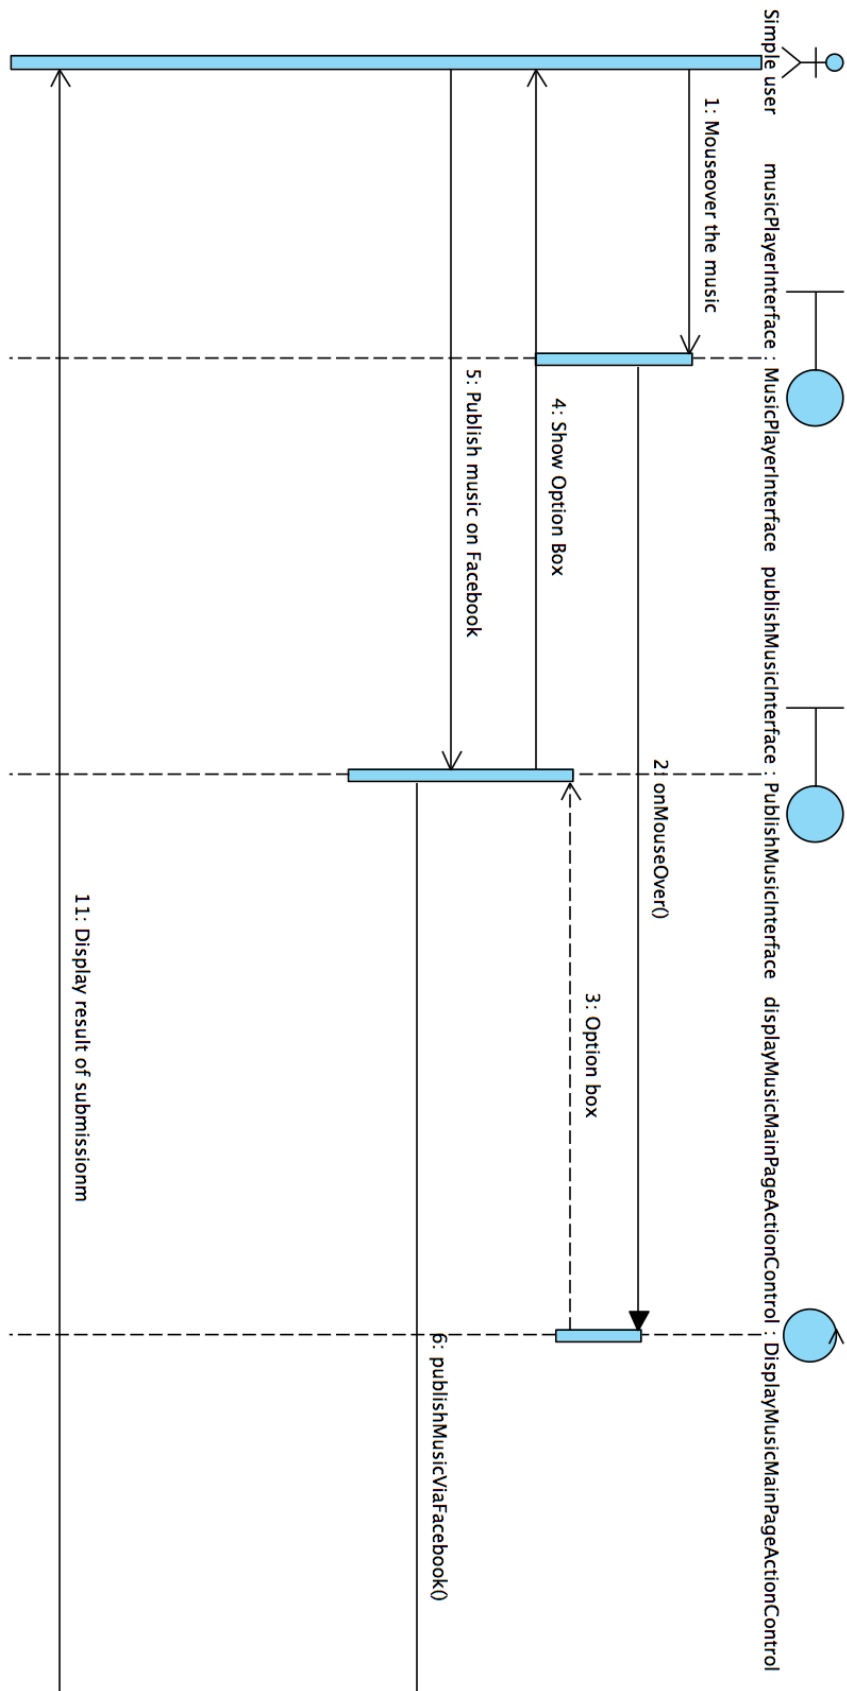 Simple user
musicPlayerInterface : MusicPlayerInterface
publishMusicInterface : PublishMusicInterface
displayMusicMainPageActionControl : DisplayMusicMainPageActionControl
1: Mouseover the music
2: onMouseOver()
3: Option box
4: Show Option Box
5: Publish music on Facebook
6: publishMusicViaFacebook()
11: Display result of submissionm